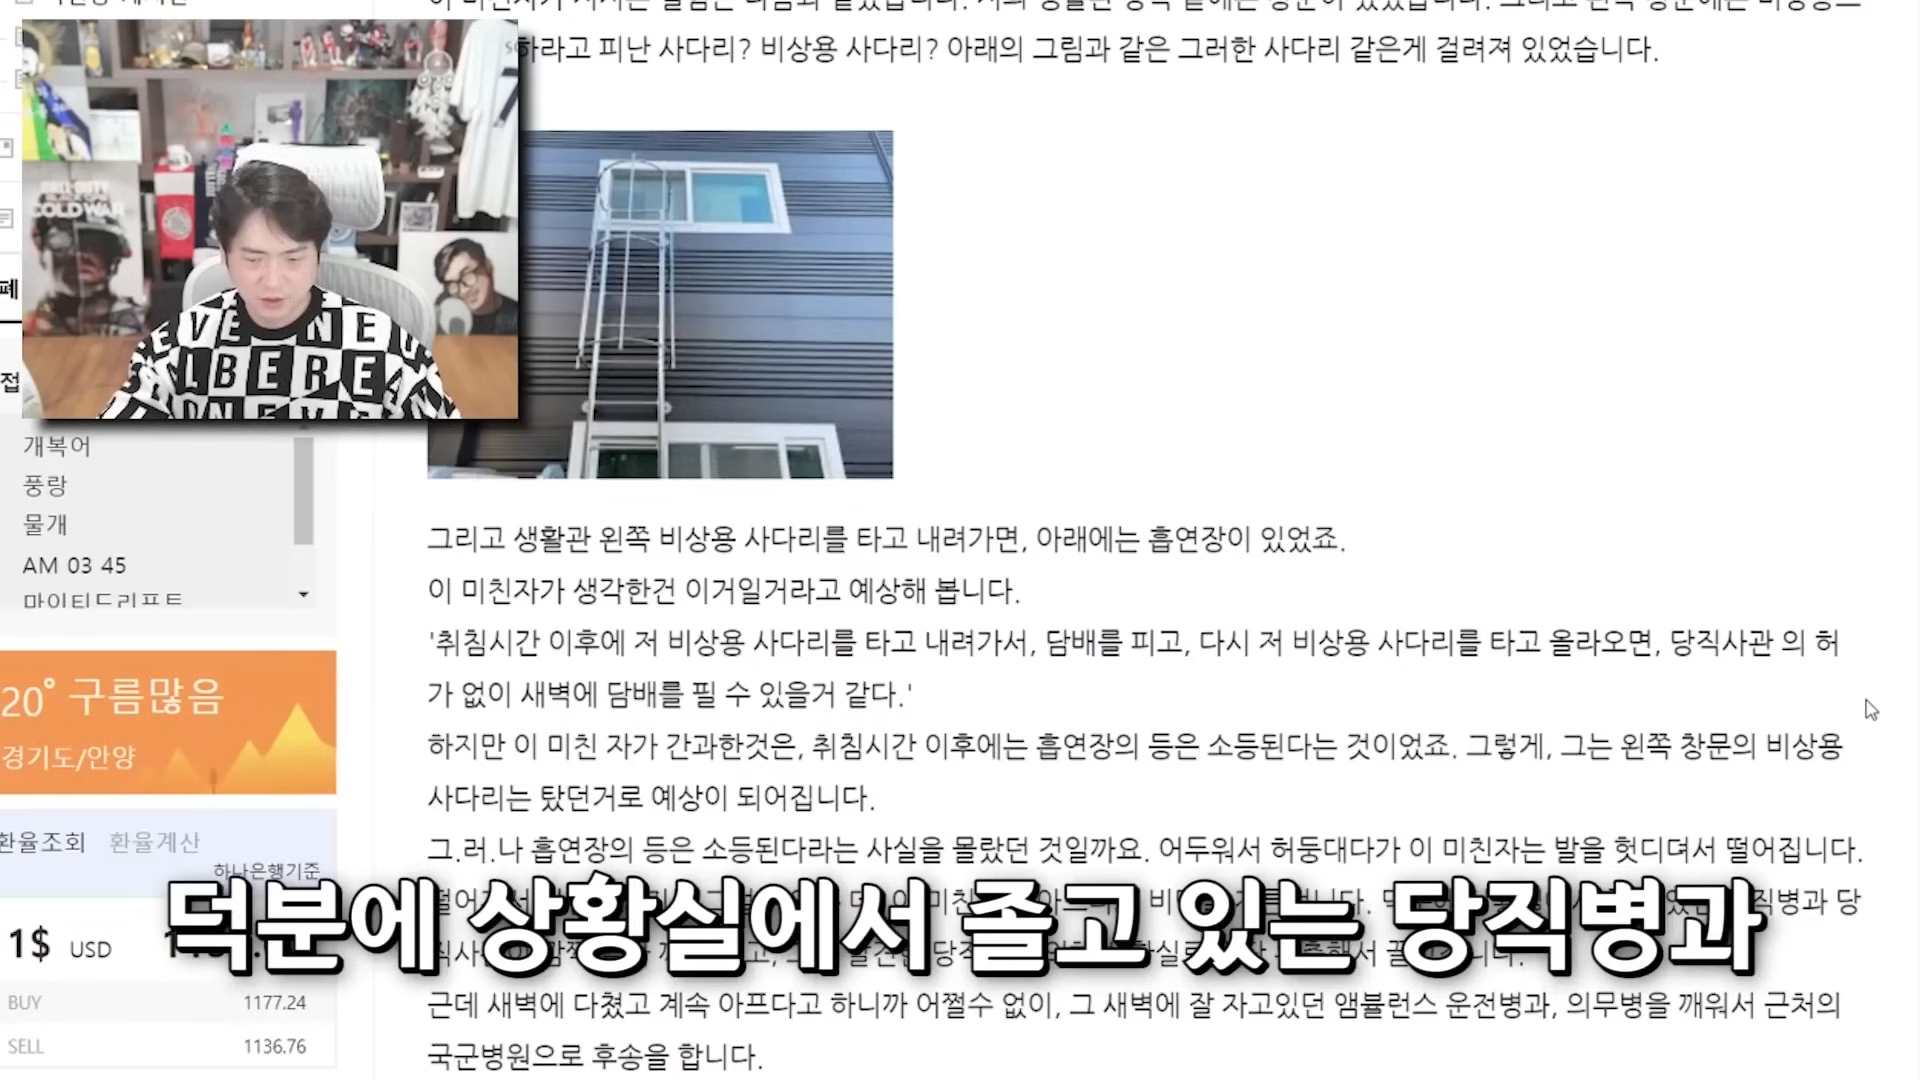 하라고 피난 사다리? 비상용 사다리? 아래의 그림과 같은 그러한 사다리 같은게 걸려져 있었습니다.
COLD WAR
EVE NE
LBERE
폐
접
개복어
풍랑
물개
AM 03 45
마이티드리프트
20° 구름많음
경기도/안양
환율조회 환율계산
하나은행기준
1$ USD
BUY 1177.24
SELL 1136.76
그리고 생활관 왼쪽 비상용 사다리를 타고 내려가면, 아래에는 흡연장이 있었죠.
이 미친자가 생각한건 이거일거라고 예상해 봅니다.
'취침시간 이후에 저 비상용 사다리를 타고 내려가서, 담배를 피고, 다시 저 비상용 사다리를 타고 올라오면, 당직사관 의 허
가 없이 새벽에 담배를 필 수 있을거 같다.'
하지만 이 미친 자가 간과한것은, 취침시간 이후에는 흡연장의 등은 소등된다는 것이었죠. 그렇게, 그는 왼쪽 창문의 비상용
사다리는 탔던거로 예상이 되어집니다.
그.러.나 흡연장의 등은 소등된다라는 사실을 몰랐던 것일까요. 어두워서 허둥대다가 이 미친자는 발을 헛디뎌서 떨어집니다.
덕분에 상황실에서 졸고 있는 당직병과
근데 새벽에 다쳤고 계속 아프다고 하니까 어쩔수 없이, 그 새벽에 잘 자고있던 앰뷸런스 운전병과, 의무병을 깨워서 근처의
국군병원으로 후송을 합니다.